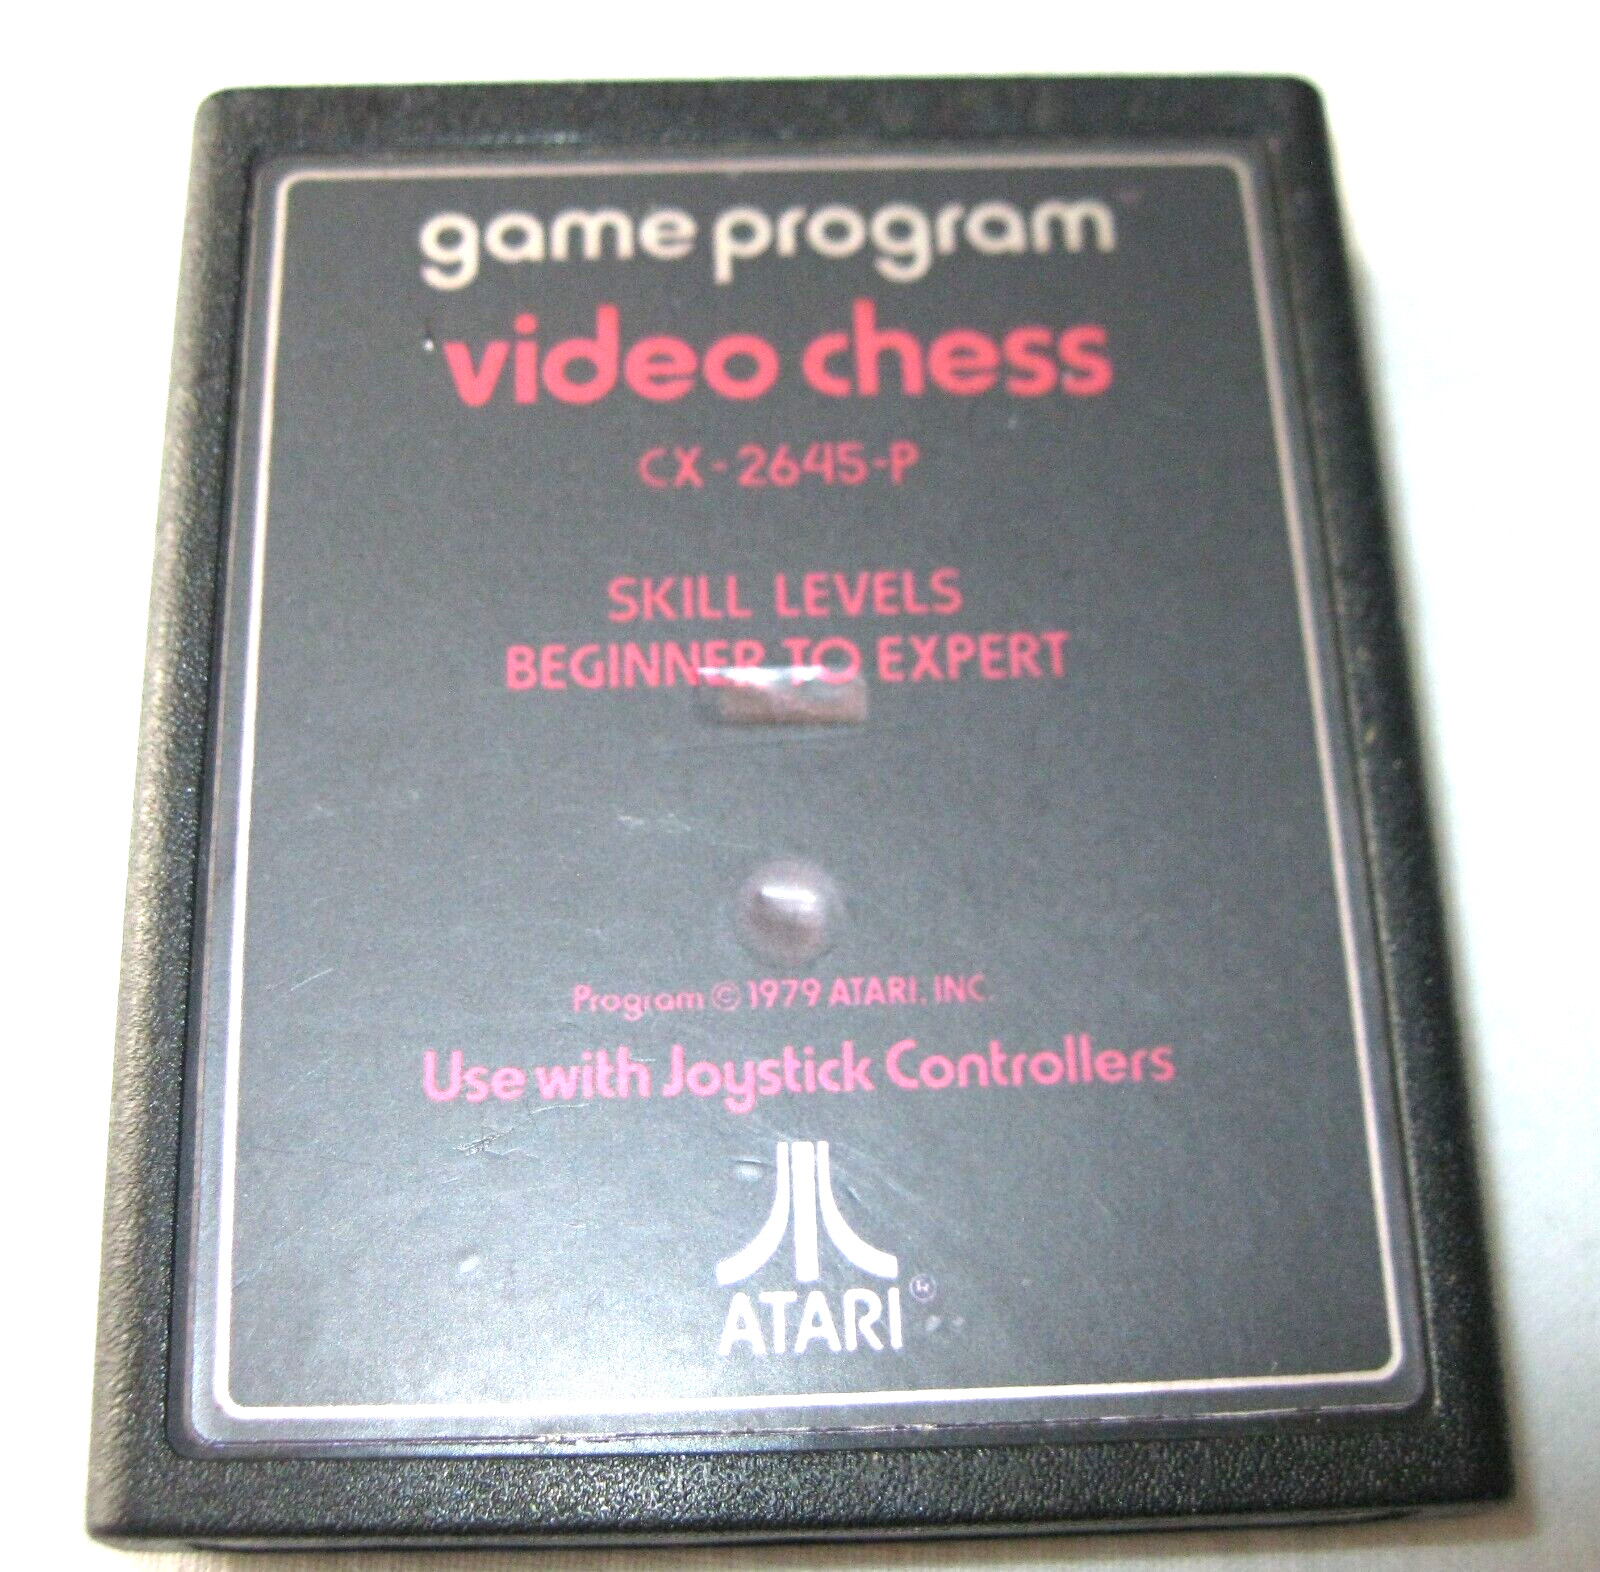 game program
video chess
CX-2645-P
SKILL LEVELS
BEGINNER TO EXPERT
Program © 1979 ATARI, INC.
Use with Joystick Controllers
ATARI®